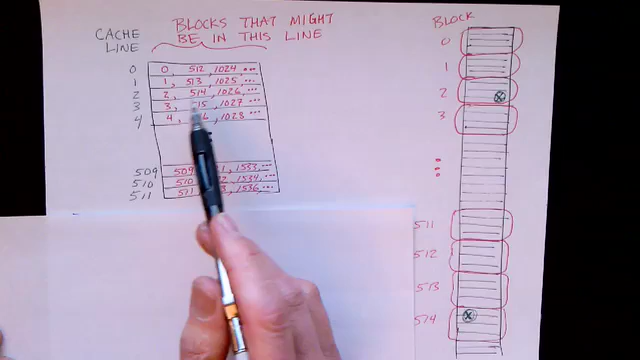 BLOCKS THAT MIGHT
BE IN THIS LINE
CACHE
LINE
0 0, 512, 1024, ...
1 1, 513, 1025, ...
2 2, 514, 1026, ...
3 3, 1027, ...
4 4, 1028, ...
509 509 1533, ...
510 510 1534, ...
511 511 1536, ...
BLOCK
0
1
2
3
511
512
513
514